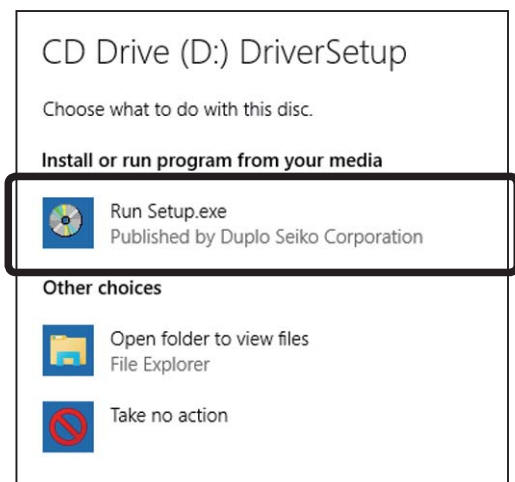 CD Drive (D:) DriverSetup
Choose what to do with this disc.
Install or run program from your media
Run Setup.exe
Published by Duplo Seiko Corporation
Other choices
Open folder to view files
File Explorer
Take no action